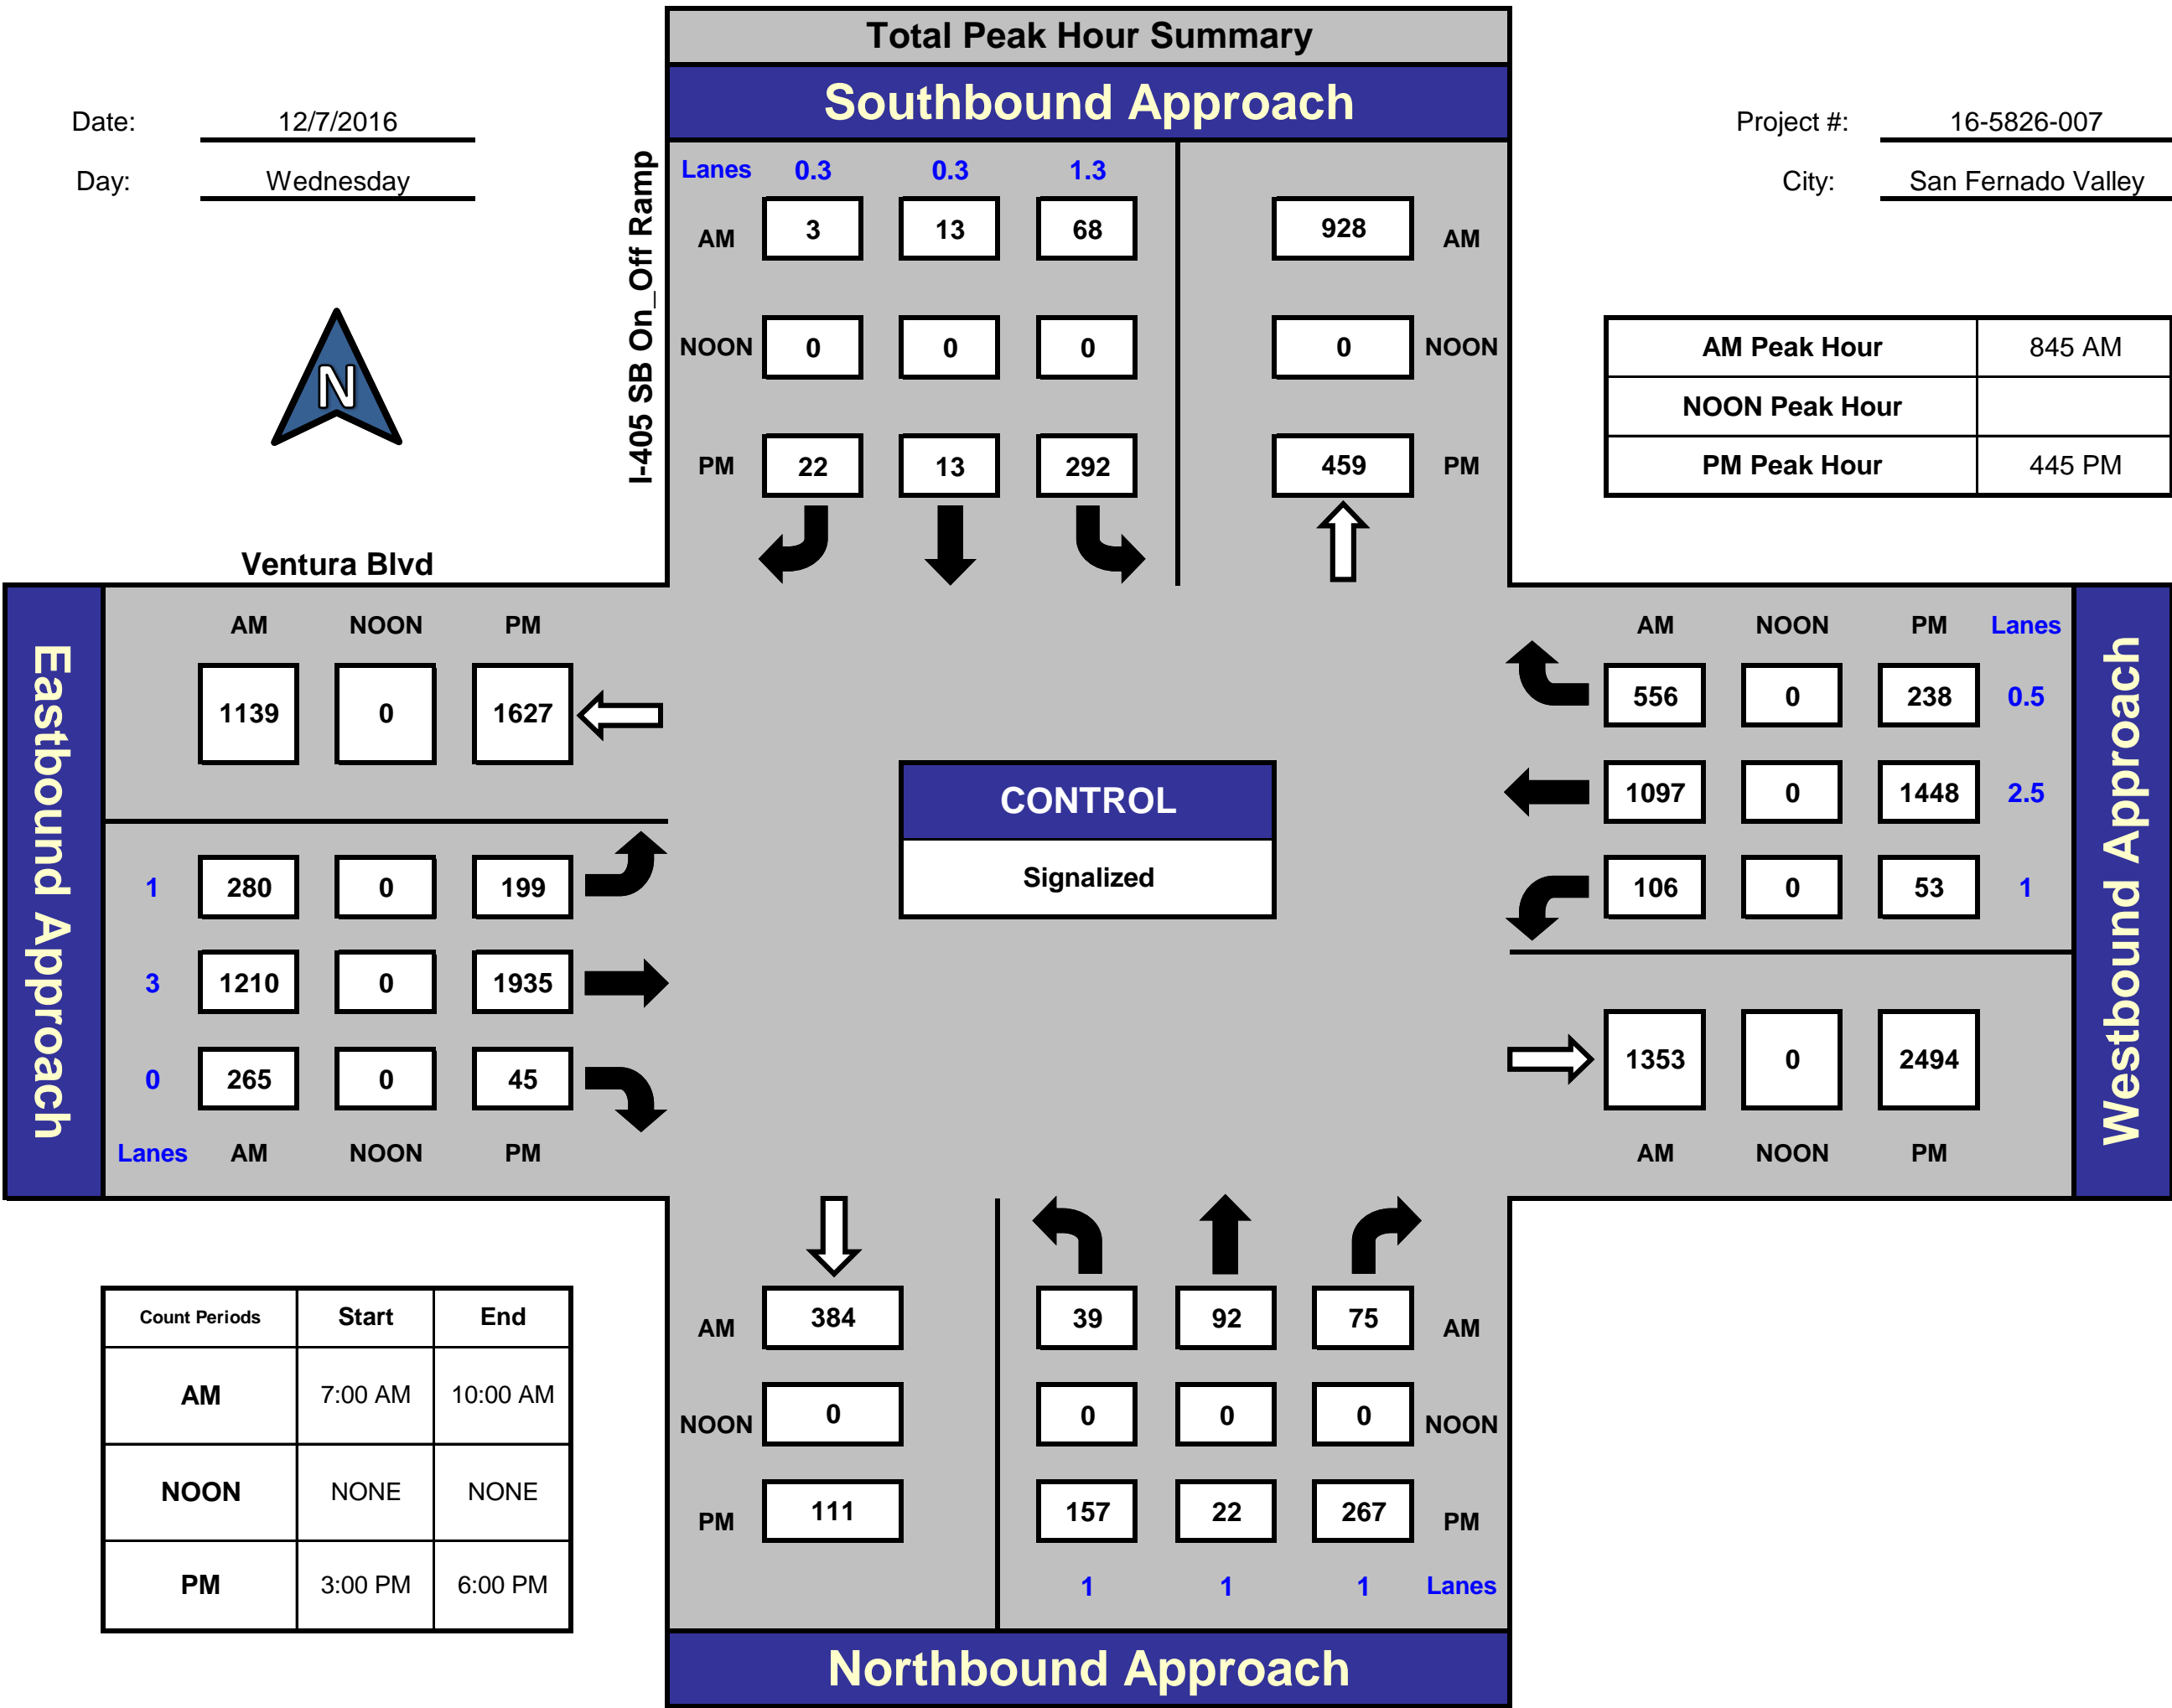 Total Peak Hour Summary
Southbound Approach
Date: 12/7/2016
Day: Wednesday
Project #: 16-5826-007
City: San Fernado Valley
N
I-405 SB On_Off Ramp
Lanes 0.3 0.3 1.3
AM 3 13 68 928 AM
NOON 0 0 0 0 NOON
PM 22 13 292 459 PM
AM Peak Hour 845 AM
NOON Peak Hour
PM Peak Hour 445 PM
Ventura Blvd
Eastbound Approach
AM NOON PM
1139 0 1627
1 280 0 199
3 1210 0 1935
0 265 0 45
Lanes AM NOON PM
CONTROL
Signalized
AM NOON PM Lanes
556 0 238 0.5
1097 0 1448 2.5
106 0 53 1
1353 0 2494
AM NOON PM
Westbound Approach
Count Periods Start End
AM 7:00 AM 10:00 AM
NOON NONE NONE
PM 3:00 PM 6:00 PM
AM 384 39 92 75 AM
NOON 0 0 0 0 NOON
PM 111 157 22 267 PM
1 1 1 Lanes
Northbound Approach